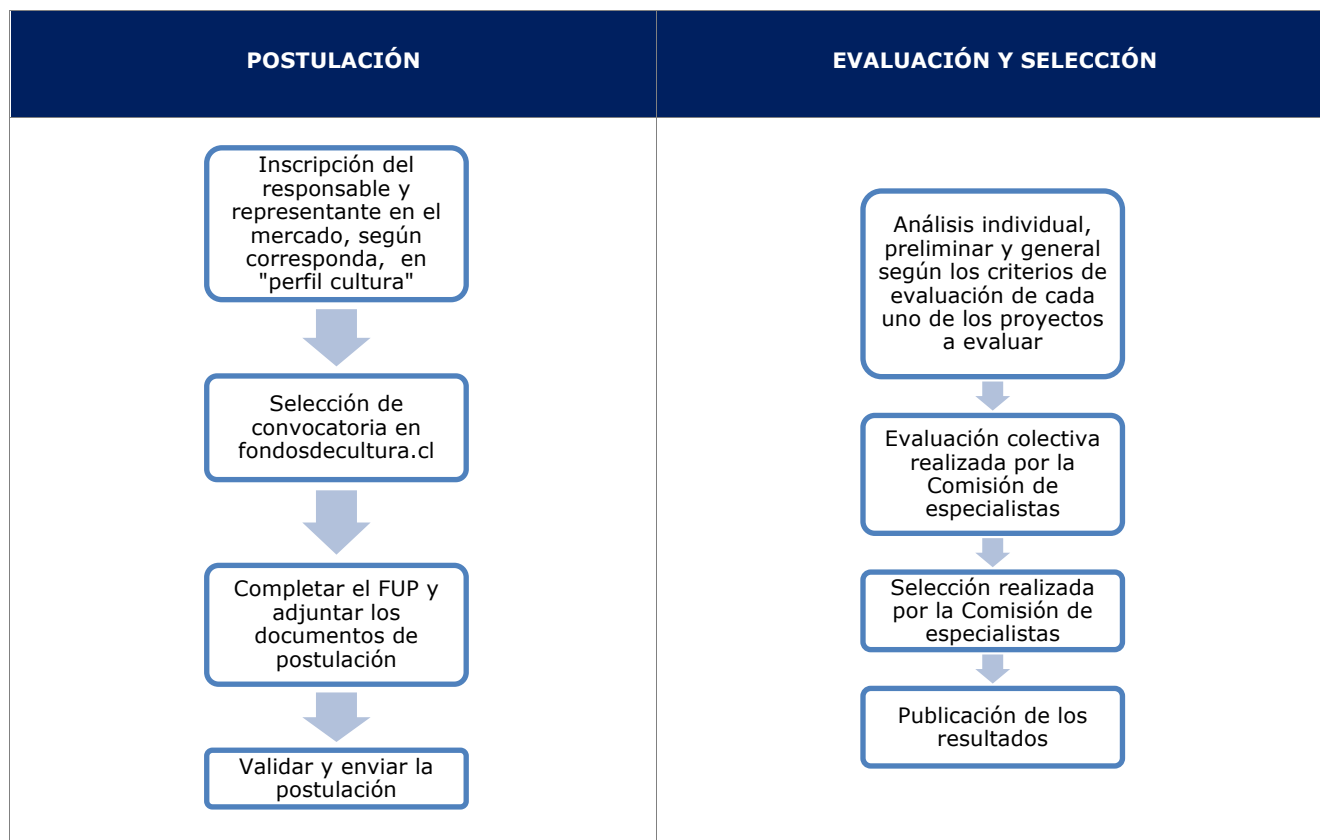 POSTULACIÓN
Inscripción del
responsable y
representante en el
mercado, según
corresponda, en
"perfil cultura"
Selección de
convocatoria en
fondosdecultura.cl
Completar el FUP y
adjuntar los
documentos de
postulación
Validar y enviar la
postulación
EVALUACIÓN Y SELECCIÓN
Análisis individual,
preliminar y general
según los criterios de
evaluación de cada
uno de los proyectos
a evaluar
Evaluación colectiva
realizada por la
Comisión de
especialistas
Selección realizada
por la Comisión de
especialistas
Publicación de los
resultados